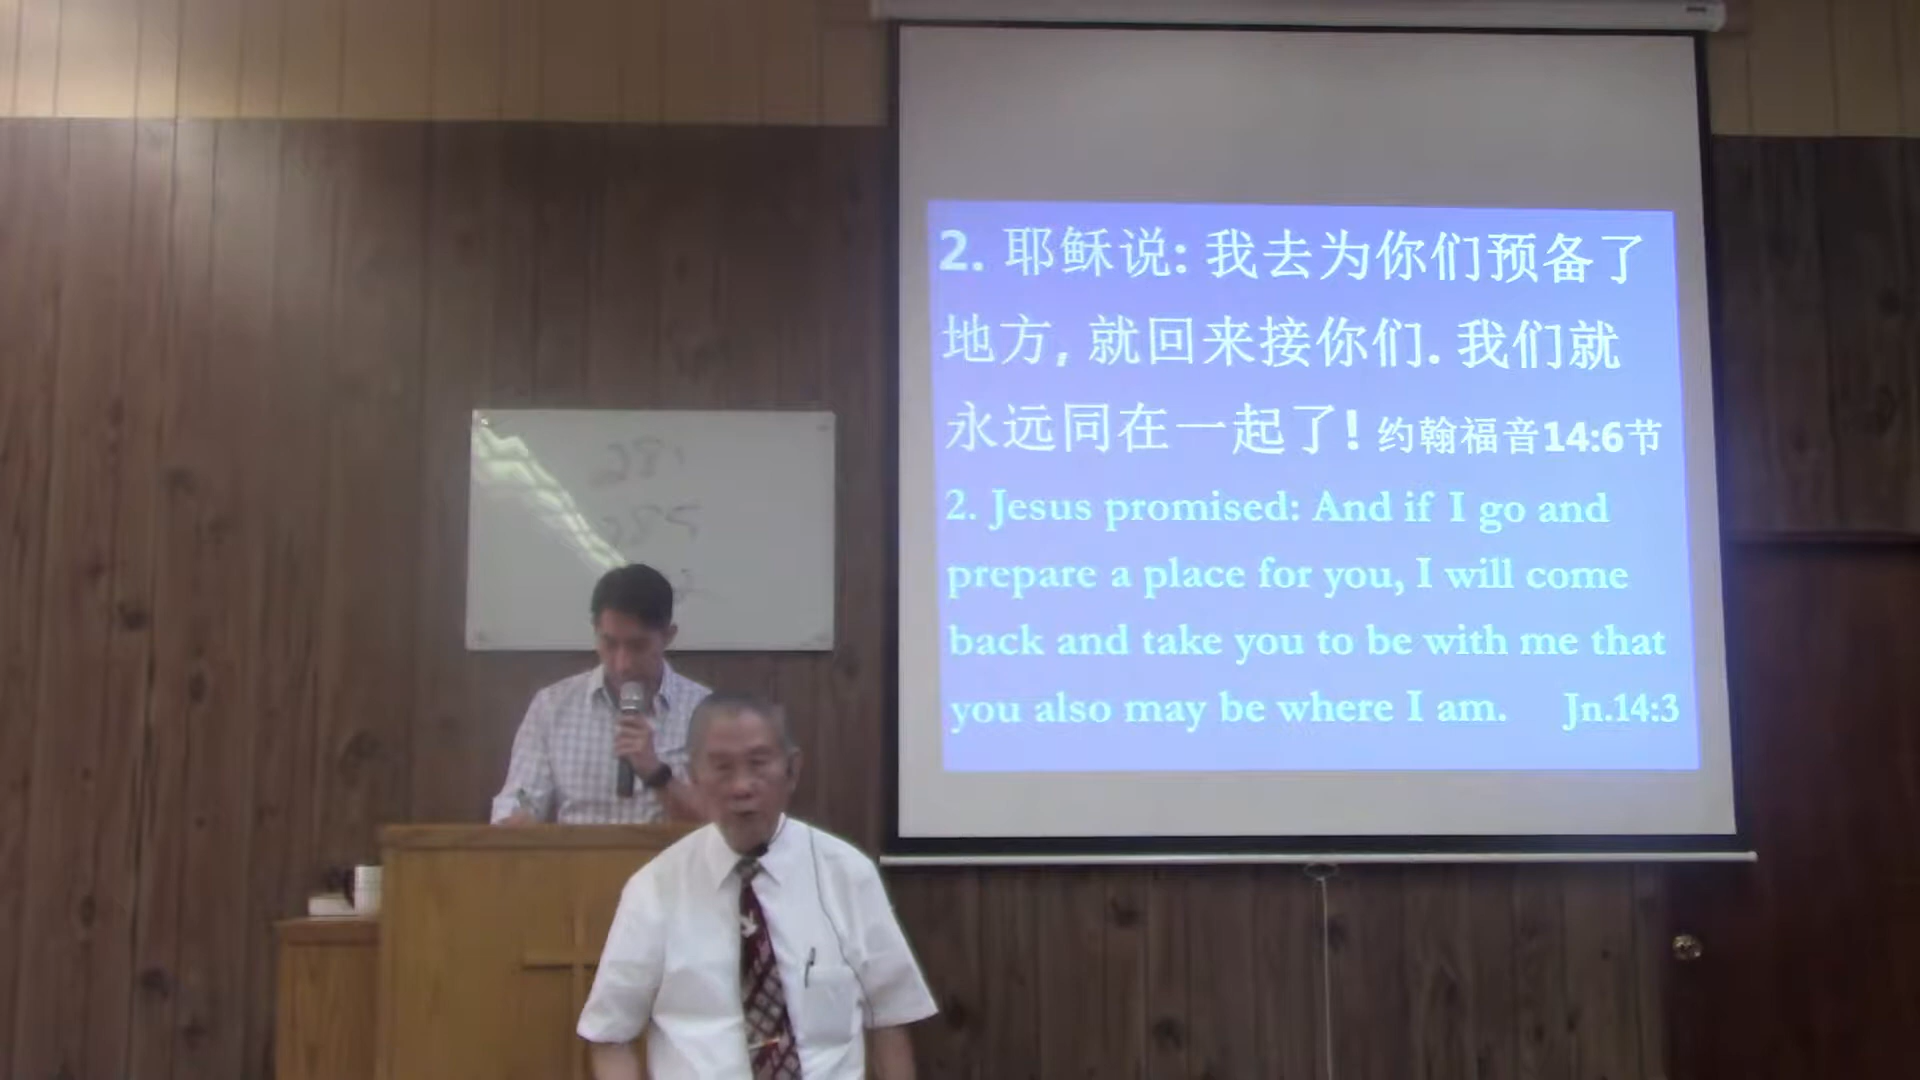 2. 耶稣说: 我去为你们预备了
地方, 就回来接你们. 我们就
永远同在一起了! 约翰福音14:6节
2. Jesus promised: And if I go and
prepare a place for you, I will come
back and take you to be with me that
you also may be where I am. Jn.14:3